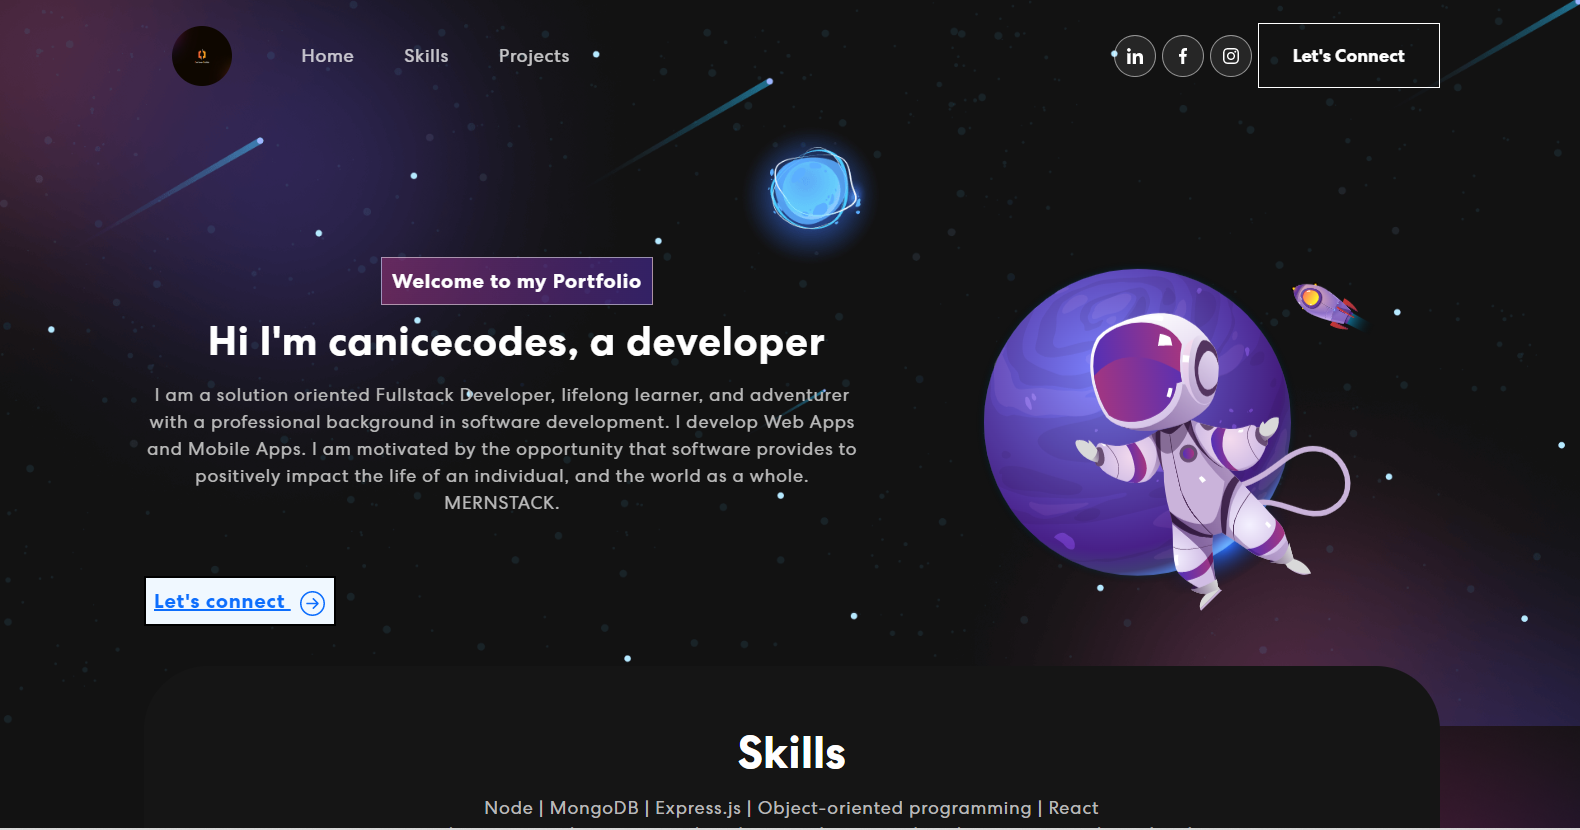 Home Skills Projects Let's Connect
Welcome to my Portfolio
Hi I'm canicecodes, a developer
I am a solution oriented Fullstack Developer, lifelong learner, and adventurer
with a professional background in software development. I develop Web Apps
and Mobile Apps. I am motivated by the opportunity that software provides to
positively impact the life of an individual, and the world as a whole.
MERNSTACK.
Let's connect
Skills
Node | MongoDB | Express.js | Object-oriented programming | React